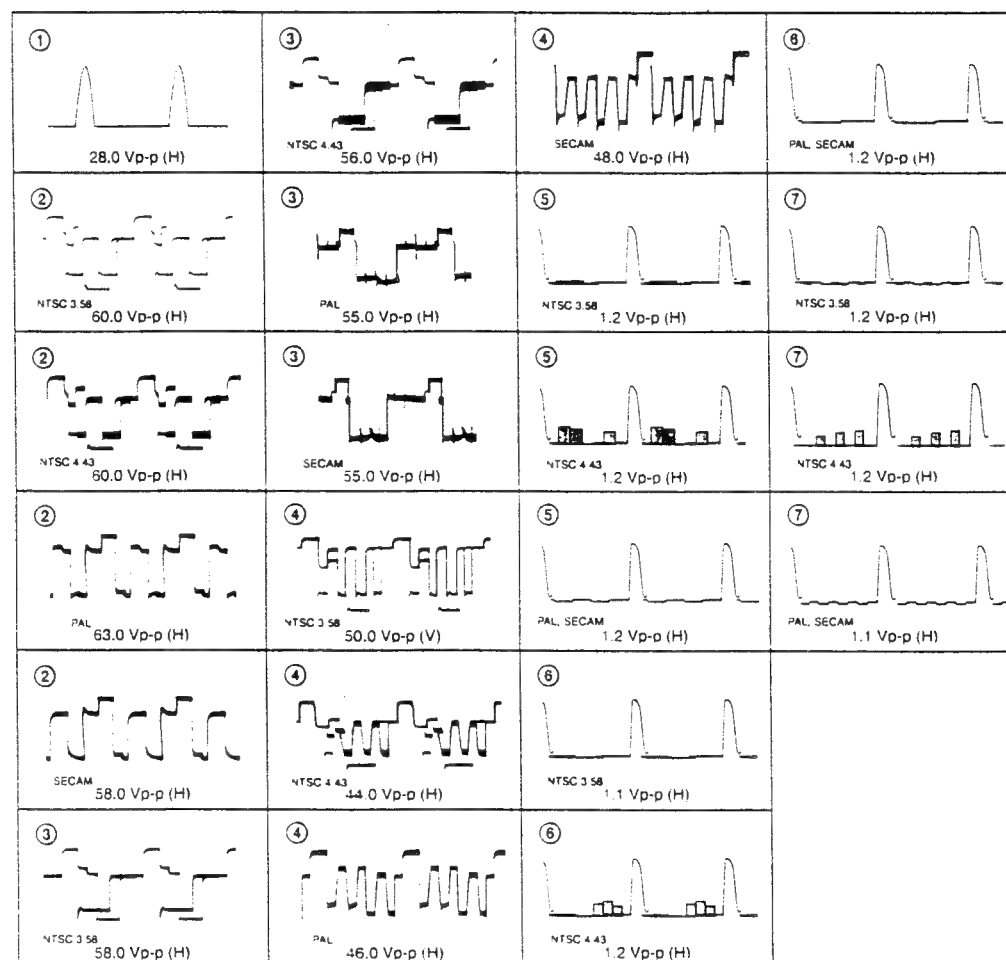 ①
28.0 Vp-p (H)
③
NTSC 4.43
56.0 Vp-p (H)
④
SECAM
48.0 Vp-p (H)
⑥
PAL, SECAM
1.2 Vp-p (H)
②
NTSC 3.58
60.0 Vp-p (H)
③
PAL
55.0 Vp-p (H)
⑤
NTSC 3.58
1.2 Vp-p (H)
⑦
NTSC 3.58
1.2 Vp-p (H)
②
NTSC 4.43
60.0 Vp-p (H)
③
SECAM
55.0 Vp-p (H)
⑤
NTSC 4.43
1.2 Vp-p (H)
⑦
NTSC 4.43
1.2 Vp-p (H)
②
PAL
63.0 Vp-p (H)
④
NTSC 3.58
50.0 Vp-p (V)
⑤
PAL, SECAM
1.2 Vp-p (H)
⑦
PAL, SECAM
1.1 Vp-p (H)
②
SECAM
58.0 Vp-p (H)
④
NTSC 4.43
44.0 Vp-p (H)
⑥
NTSC 3.58
1.1 Vp-p (H)
③
NTSC 3.58
58.0 Vp-p (H)
④
PAL
46.0 Vp-p (H)
⑥
NTSC 4.43
1.2 Vp-p (H)